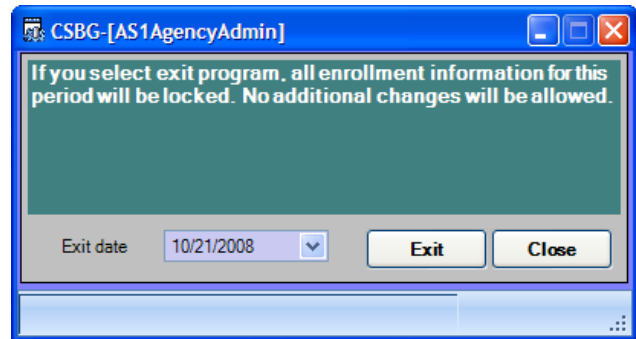 CSBG-[AS1AgencyAdmin]
If you select exit program, all enrollment information for this
period will be locked. No additional changes will be allowed.
Exit date 10/21/2008 Exit Close